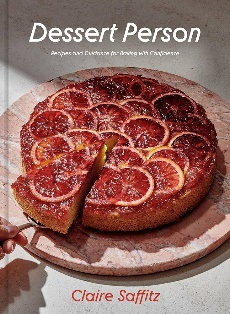 Dessert Person
Recipes and Guidance for Baking with Confidence
Claire Saffitz